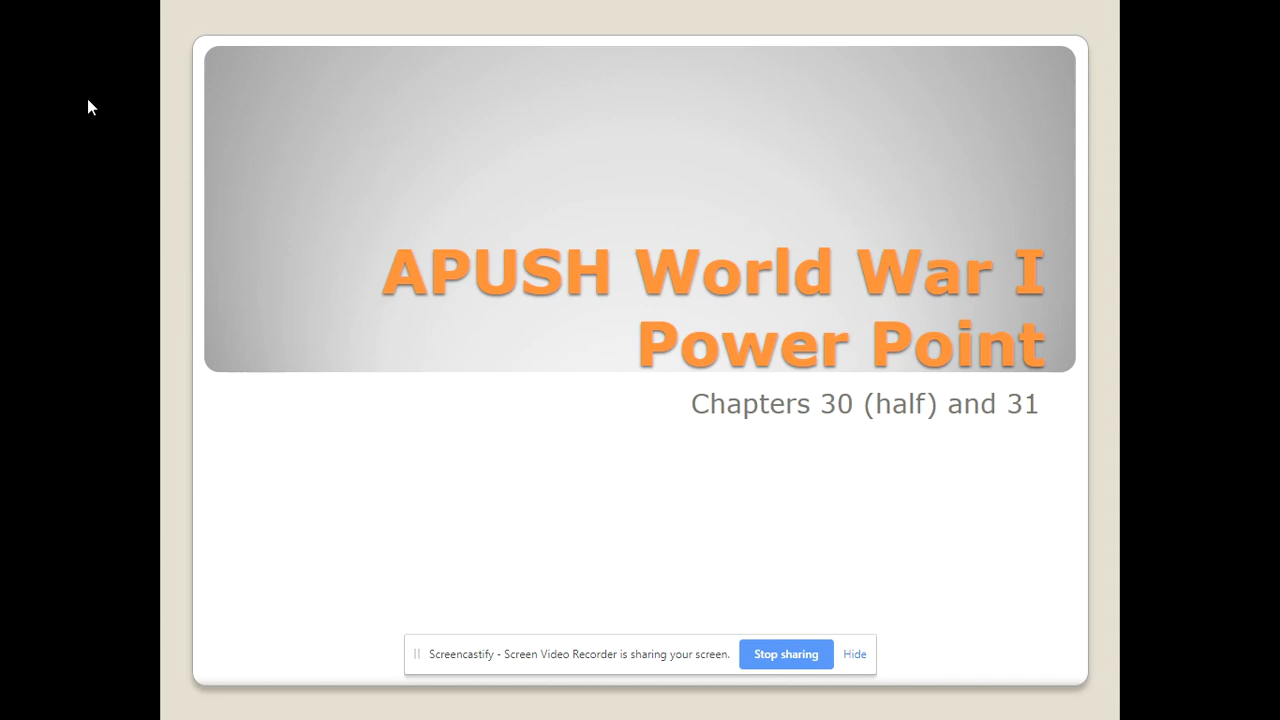 APUSH World War I
Power Point
Chapters 30 (half) and 31
Screencastify - Screen Video Recorder is sharing your screen. Stop sharing Hide